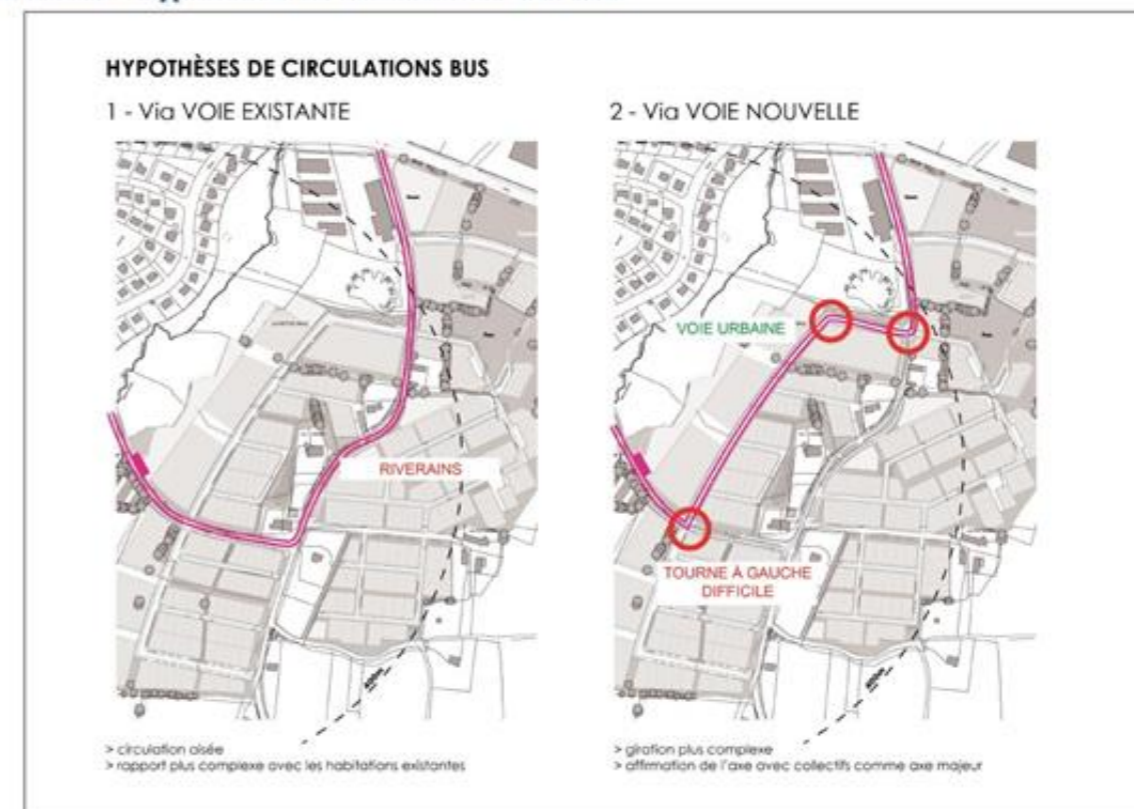 HYPOTHÈSES DE CIRCULATIONS BUS
1 - Via VOIE EXISTANTE
RIVERAINS
> circulation aisée
> rapport plus complexe avec les habitations existantes
2 - Via VOIE NOUVELLE
VOIE URBAINE
TOURNE À GAUCHE
DIFFICILE
> giration plus complexe
> affirmation de l'axe avec collectifs comme axe majeur